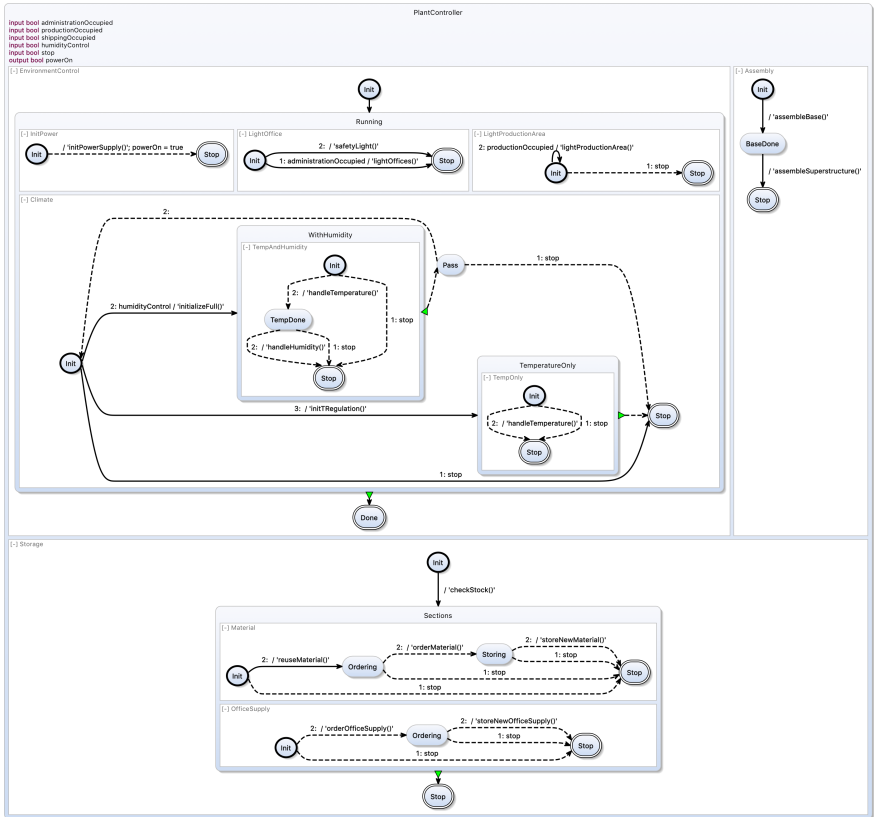 PlantController
input bool administrationOccupied
input bool productionOccupied
input bool shippingOccupied
input bool humidityControl
input bool stop
output bool powerOn
[-] EnvironmentControl
Init
Running
[-] InitPower
Init
/ 'initPowerSupply()'; powerOn = true
Stop
[-] LightOffice
Init
2: / 'safetyLight()'
1: administrationOccupied / 'lightOffices()'
Stop
[-] LightProductionArea
2: productionOccupied / 'lightProductionArea()'
Init
1: stop
Stop
[-] Climate
2:
WithHumidity
[-] TempAndHumidity
Init
2: / 'handleTemperature()'
TempDone
1: stop
2: / 'handleHumidity()'
1: stop
Stop
Pass
1: stop
2: humidityControl / 'initializeFull()'
Init
TemperatureOnly
[-] TempOnly
Init
2: / 'handleTemperature()'
1: stop
Stop
3: / 'initTRegulation()'
Stop
1: stop
Done
[-] Assembly
Init
/ 'assembleBase()'
BaseDone
/ 'assembleSuperstructure()'
Stop
[-] Storage
Init
/ 'checkStock()'
Sections
[-] Material
Init
2: / 'reuseMaterial()'
Ordering
2: / 'orderMaterial()'
Storing
2: / 'storeNewMaterial()'
1: stop
1: stop
1: stop
Stop
[-] OfficeSupply
Init
2: / 'orderOfficeSupply()'
Ordering
2: / 'storeNewOfficeSupply()'
1: stop
1: stop
Stop
Stop